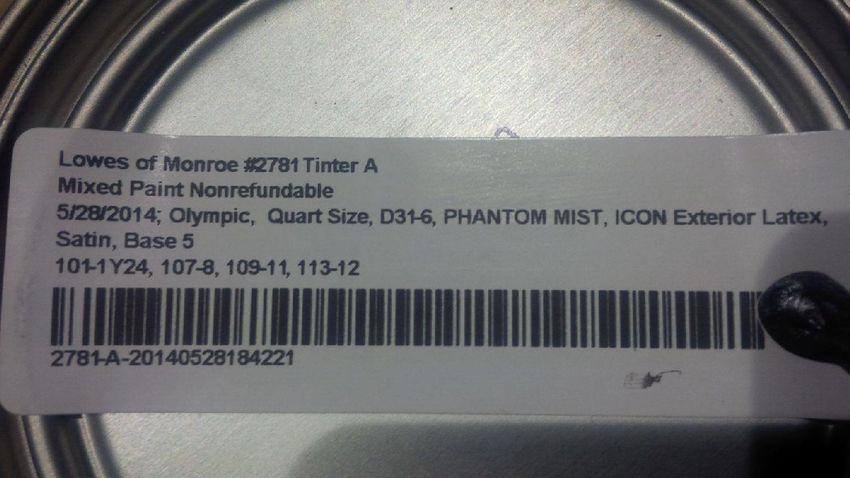 Lowes of Monroe #2781 Tinter A
Mixed Paint Nonrefundable
5/28/2014; Olympic, Quart Size, D31-6, PHANTOM MIST, ICON Exterior Latex,
Satin, Base 5
101-1Y24, 107-8, 109-11, 113-12
2781-A-20140528184221